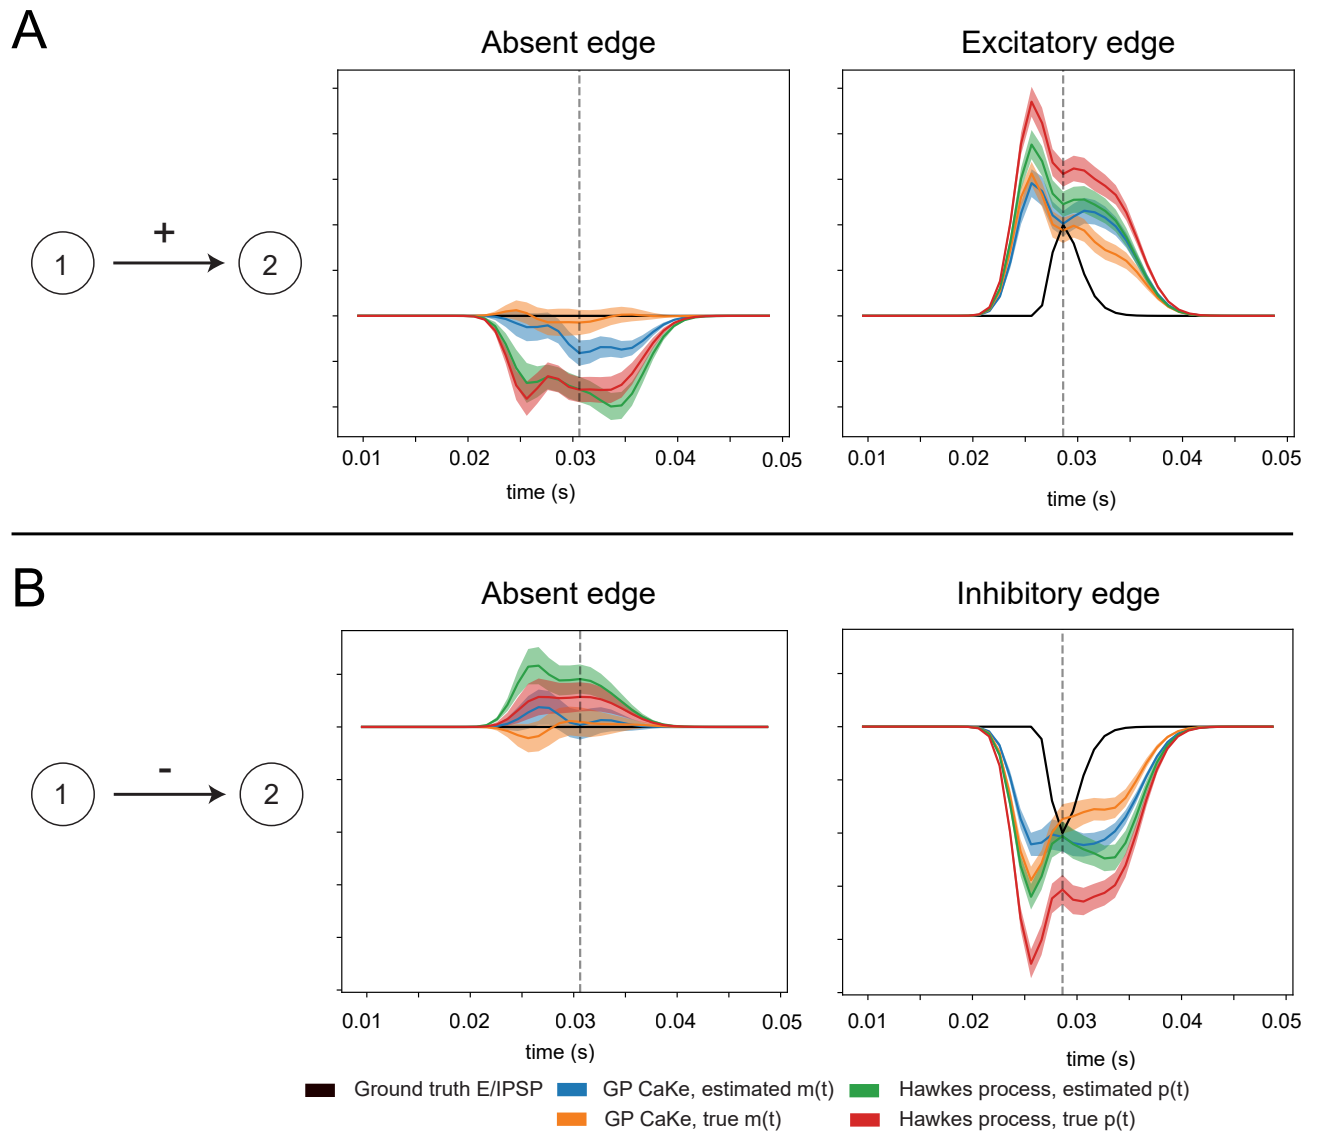 A
Absent edge
Excitatory edge
1
+
2
0.01 0.02 0.03 0.04 0.05
time (s)
0.01 0.02 0.03 0.04 0.05
time (s)
B
Absent edge
Inhibitory edge
1
-
2
0.01 0.02 0.03 0.04 0.05
time (s)
0.01 0.02 0.03 0.04 0.05
time (s)
Ground truth E/IPSP
GP CaKe, estimated m(t)
Hawkes process, estimated p(t)
GP CaKe, true m(t)
Hawkes process, true p(t)